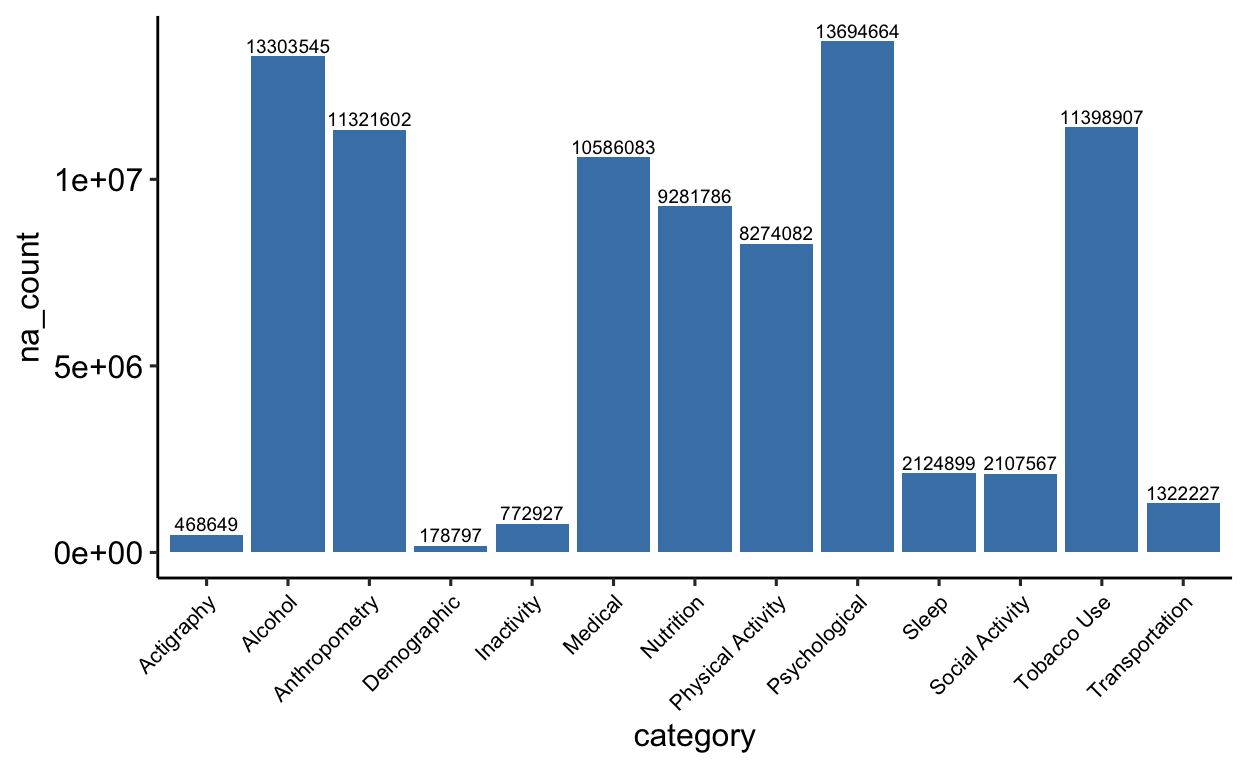 13694664
13303545
11321602
11398907
10586083
1e+07
9281786
8274082
na_count
5e+06
2124899 2107567
1322227
468649
772927
178797
0e+00
Actigraphy
Alcohol
Anthropometry
Demographic
Inactivity
Medical
Nutrition
Physical Activity
Psychological
Sleep
Social Activity
Tobacco Use
Transportation
category